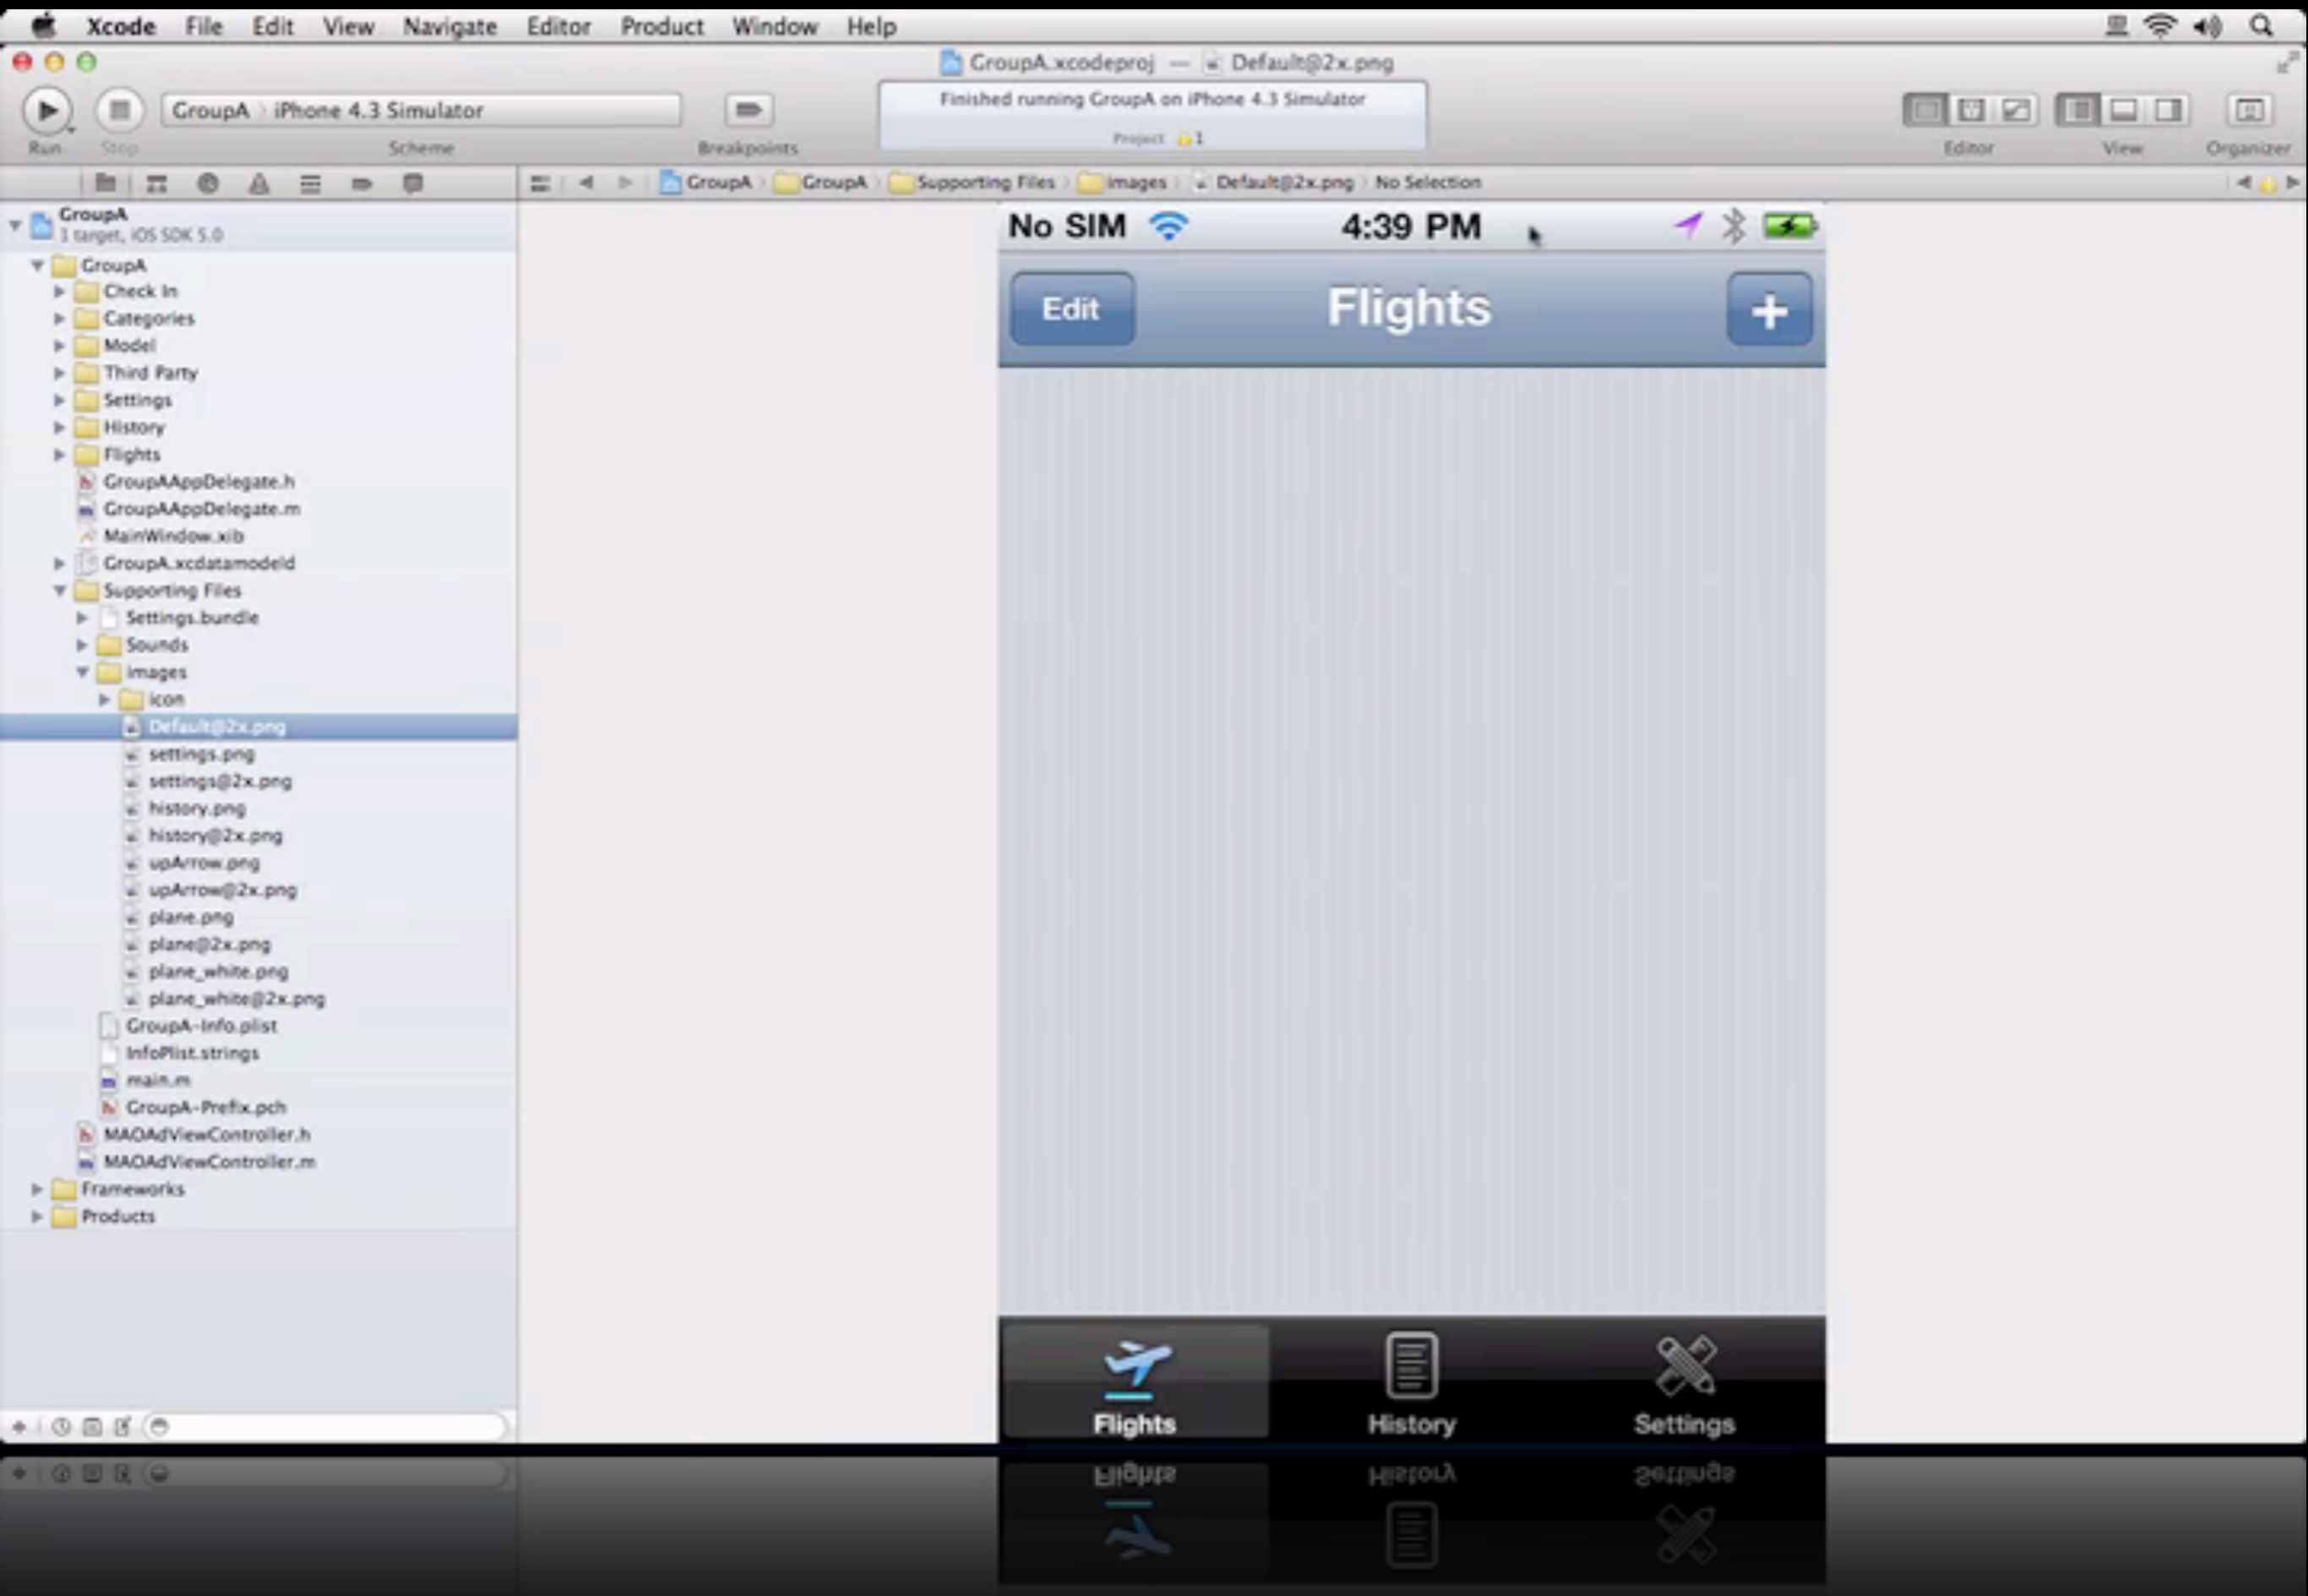 Xcode File Edit View Navigate Editor Product Window Help
GroupA.xcodeproj — Default@2x.png
GroupA › iPhone 4.3 Simulator
Finished running GroupA on iPhone 4.3 Simulator
Project 1
Run Stop Scheme Breakpoints Editor View Organizer
GroupA › GroupA › Supporting Files › images › Default@2x.png › No Selection
GroupA
1 target, iOS SDK 5.0
GroupA
Check In
Categories
Model
Third Party
Settings
History
Flights
GroupAAppDelegate.h
GroupAAppDelegate.m
MainWindow.xib
GroupA.xcdatamodeld
Supporting Files
Settings.bundle
Sounds
images
icon
Default@2x.png
settings.png
settings@2x.png
history.png
history@2x.png
upArrow.png
upArrow@2x.png
plane.png
plane@2x.png
plane_white.png
plane_white@2x.png
GroupA-Info.plist
InfoPlist.strings
main.m
GroupA-Prefix.pch
MAOAdViewController.h
MAOAdViewController.m
Frameworks
Products
No SIM 4:39 PM
Edit Flights +
Flights History Settings